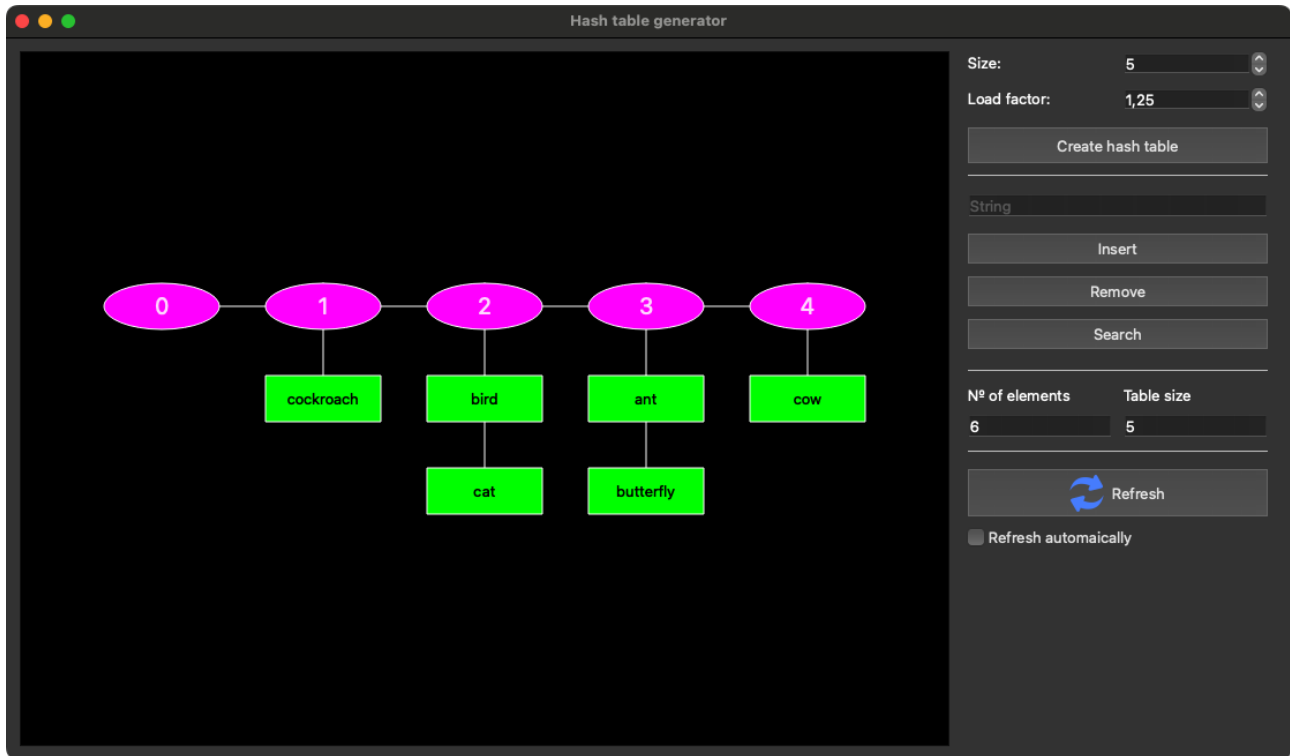 Hash table generator
Size: 5
Load factor: 1,25
Create hash table
String
Insert
Remove
Search
Nº of elements Table size
6 5
Refresh
Refresh automaically
0 1 2 3 4
cockroach bird ant cow
cat butterfly